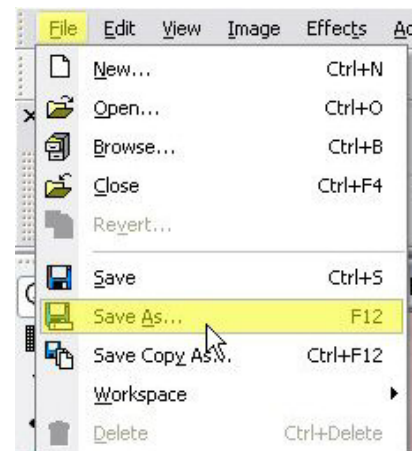 File Edit View Image Effects
New... Ctrl+N
Open... Ctrl+O
Browse... Ctrl+B
Close Ctrl+F4
Revert...
Save Ctrl+S
Save As... F12
Save Copy As... Ctrl+F12
Workspace
Delete Ctrl+Delete